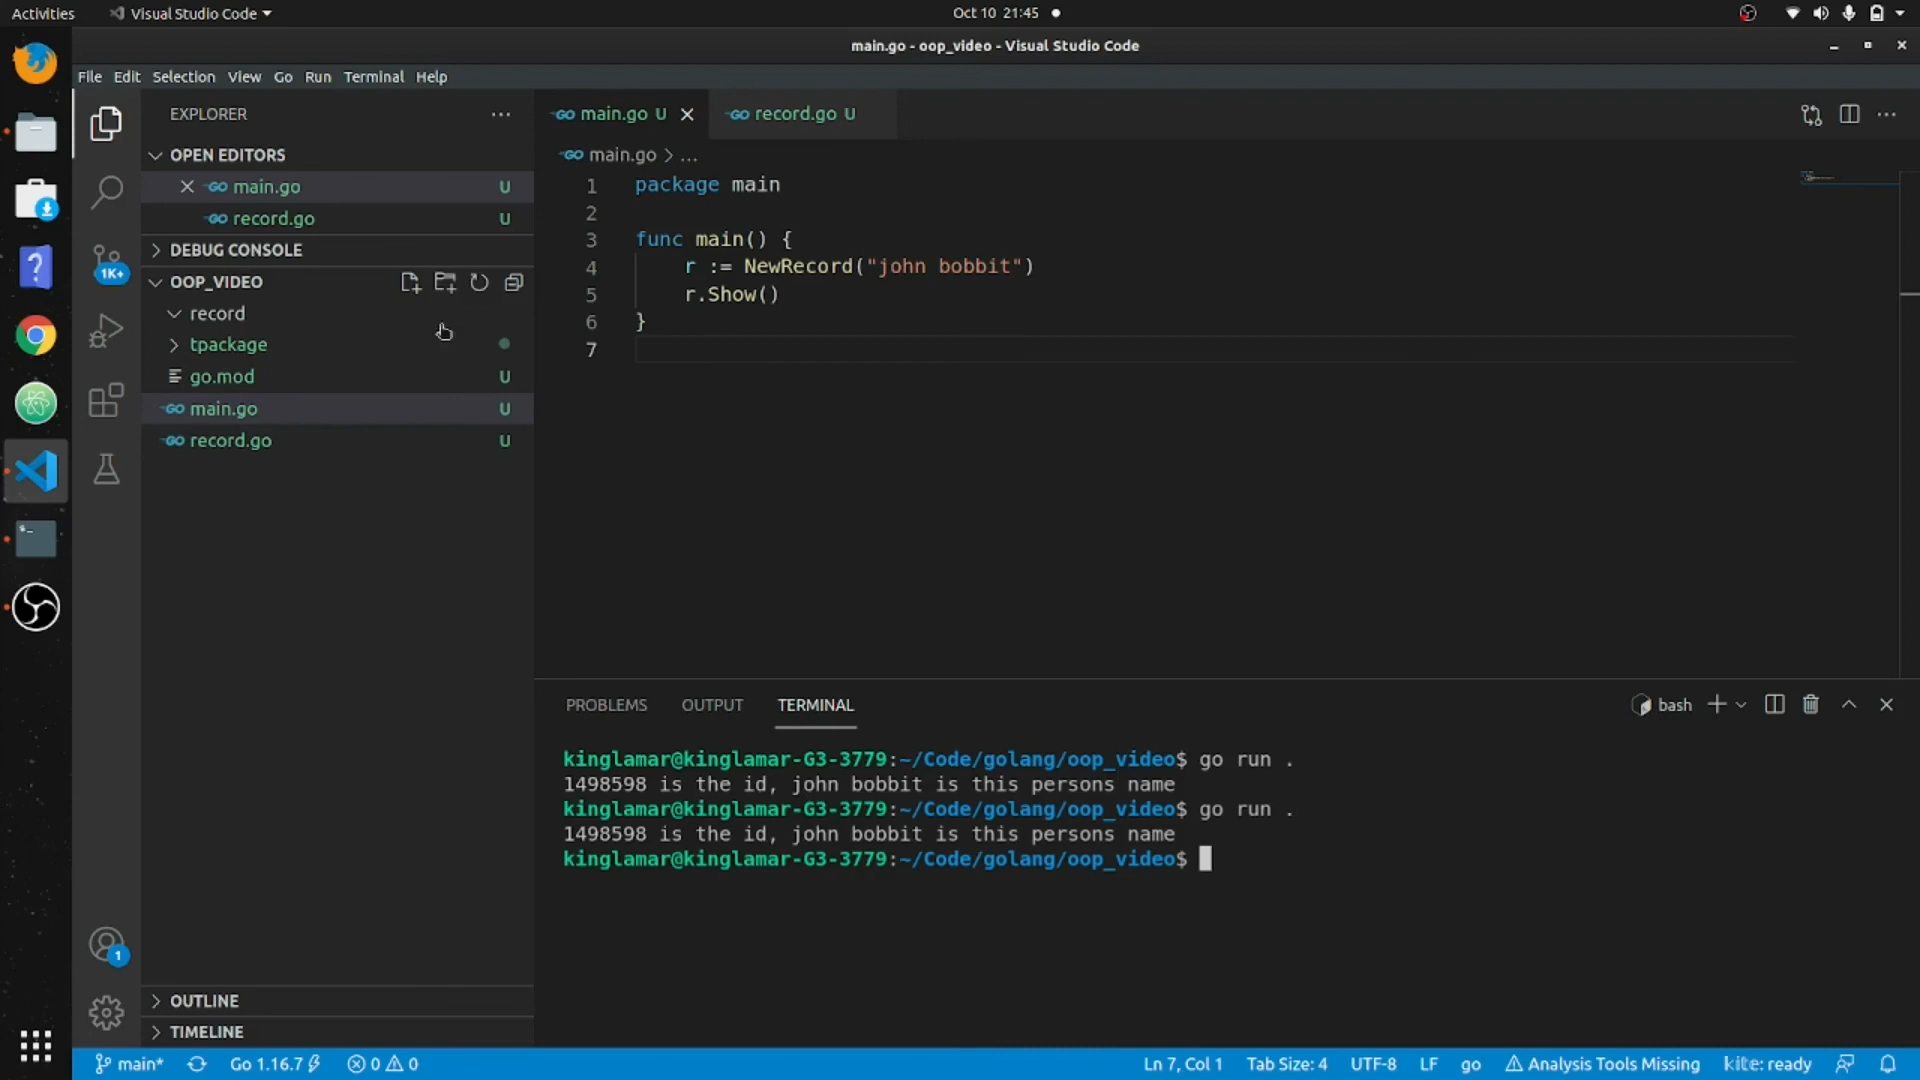 Activities Visual Studio Code Oct 10 21:45
main.go - oop_video - Visual Studio Code
File Edit Selection View Go Run Terminal Help
EXPLORER
OPEN EDITORS
main.go U
record.go U
DEBUG CONSOLE
1K+
OOP_VIDEO
record
tpackage
go.mod U
main.go U
record.go U
OUTLINE
TIMELINE
1
main.go U record.go U
main.go > ...
1 package main
2
3 func main() {
4 r := NewRecord("john bobbit")
5 r.Show()
6 }
7
PROBLEMS OUTPUT TERMINAL bash
kinglamar@kinglamar-G3-3779:~/Code/golang/oop_video$ go run .
1498598 is the id, john bobbit is this persons name
kinglamar@kinglamar-G3-3779:~/Code/golang/oop_video$ go run .
1498598 is the id, john bobbit is this persons name
kinglamar@kinglamar-G3-3779:~/Code/golang/oop_video$
main* Go 1.16.7 0 0 Ln 7, Col 1 Tab Size: 4 UTF-8 LF go Analysis Tools Missing kite: ready